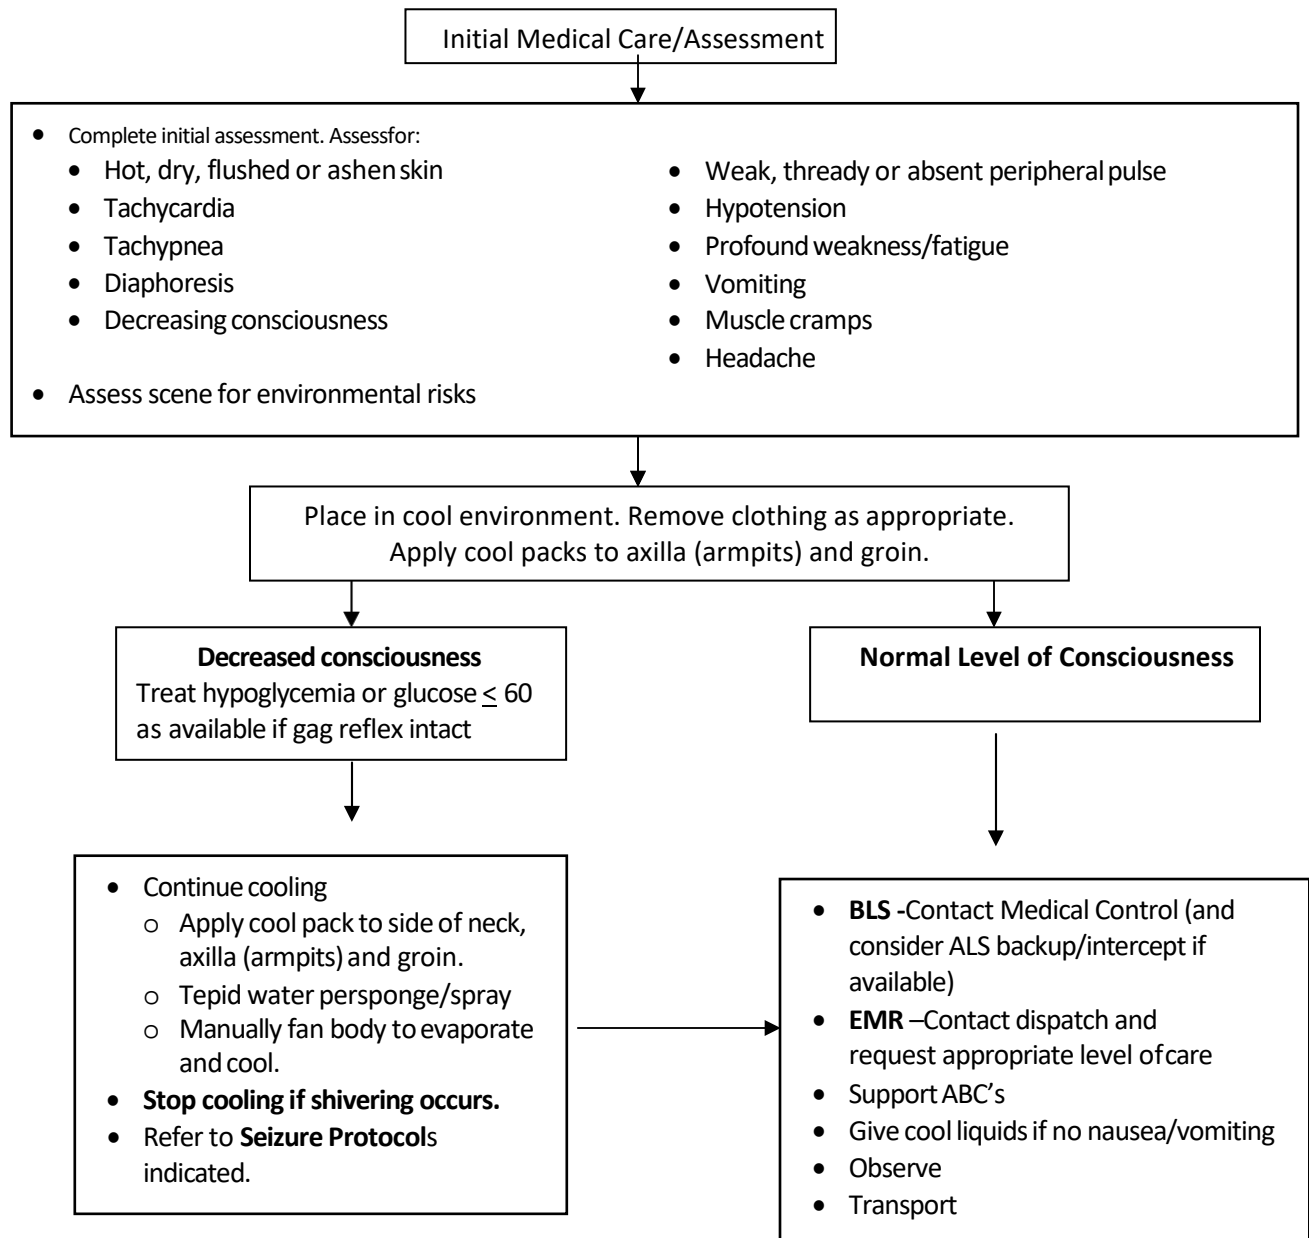 Initial Medical Care/Assessment
• Complete initial assessment. Assessfor:
• Hot, dry, flushed or ashen skin
• Tachycardia
• Tachypnea
• Diaphoresis
• Decreasing consciousness
• Weak, thready or absent peripheral pulse
• Hypotension
• Profound weakness/fatigue
• Vomiting
• Muscle cramps
• Headache
• Assess scene for environmental risks
Place in cool environment. Remove clothing as appropriate.
Apply cool packs to axilla (armpits) and groin.
Decreased consciousness
Treat hypoglycemia or glucose ≤ 60
as available if gag reflex intact
Normal Level of Consciousness
• Continue cooling
o Apply cool pack to side of neck,
axilla (armpits) and groin.
o Tepid water persponge/spray
o Manually fan body to evaporate
and cool.
• Stop cooling if shivering occurs.
• Refer to Seizure Protocols
indicated.
• BLS -Contact Medical Control (and
consider ALS backup/intercept if
available)
• EMR –Contact dispatch and
request appropriate level of care
• Support ABC’s
• Give cool liquids if no nausea/vomiting
• Observe
• Transport